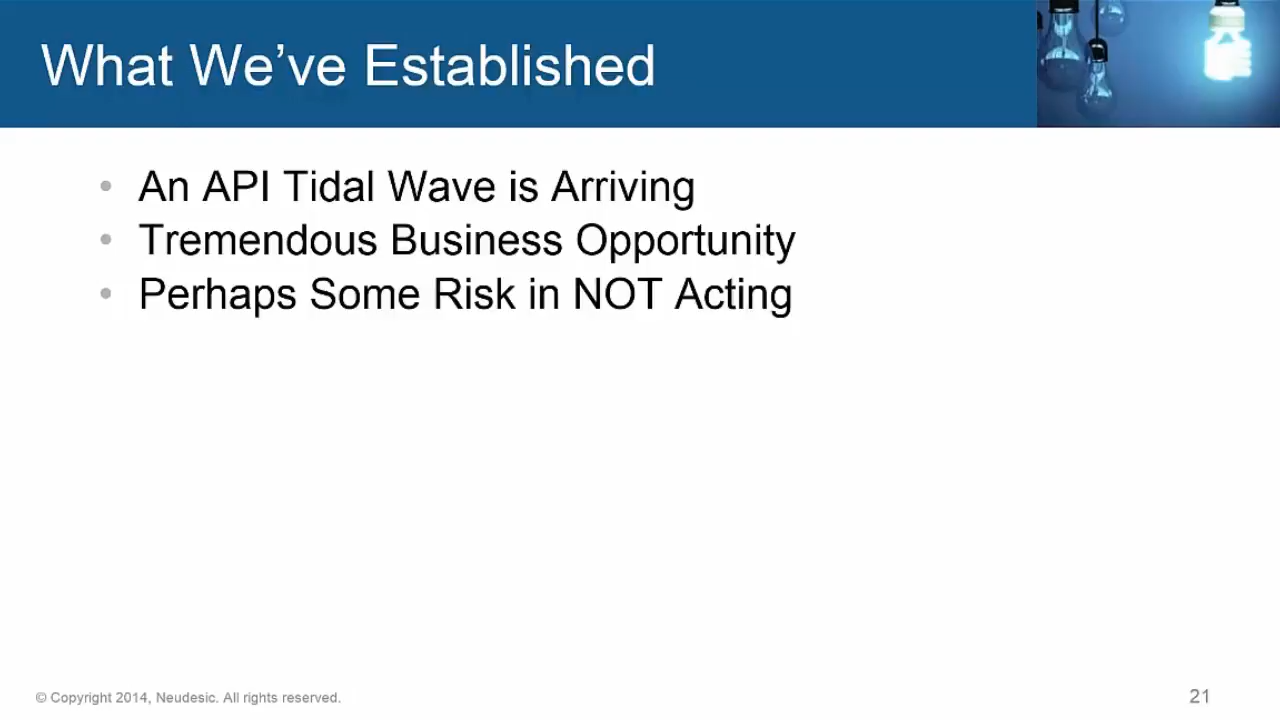 What We’ve Established
• An API Tidal Wave is Arriving
• Tremendous Business Opportunity
• Perhaps Some Risk in NOT Acting
© Copyright 2014, Neudesic. All rights reserved.
21